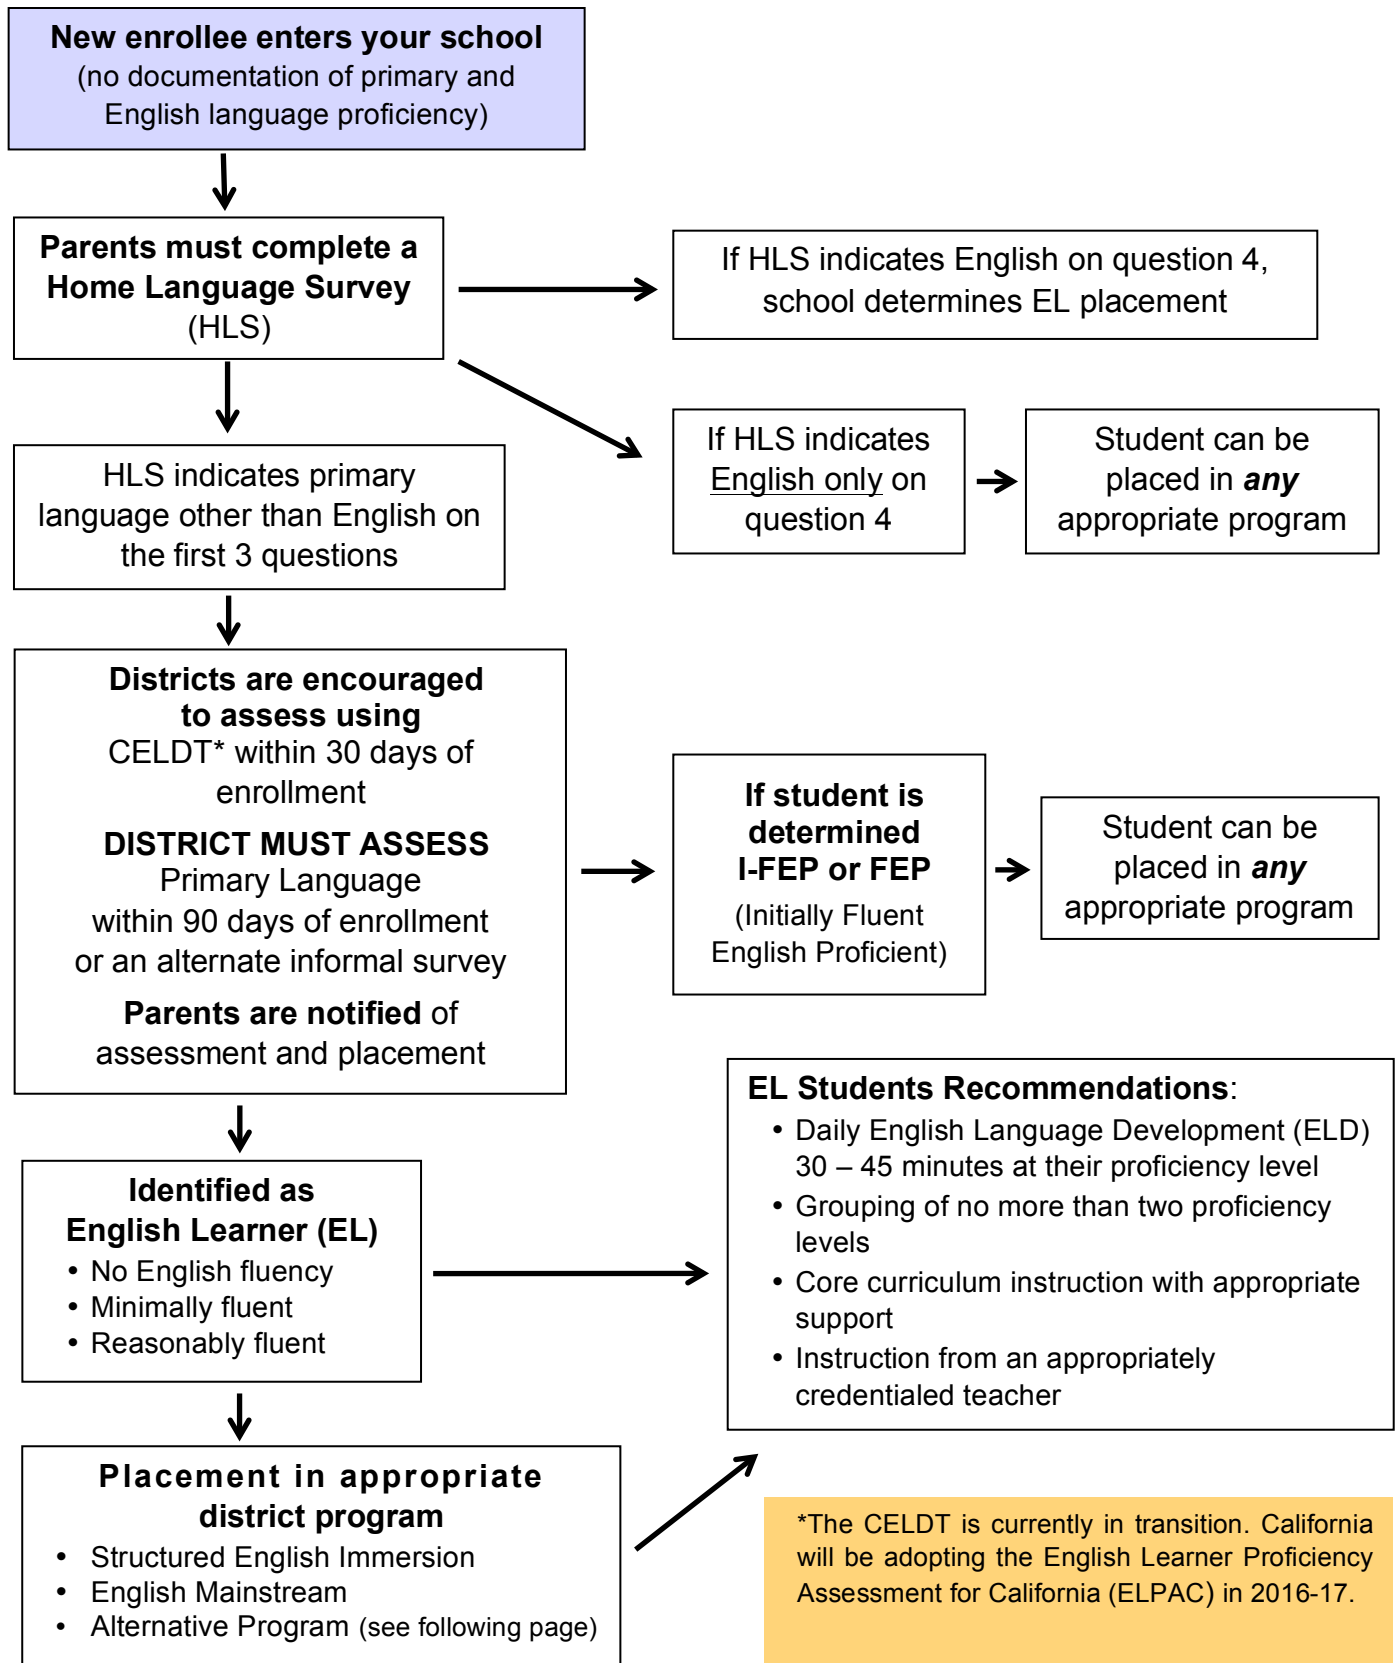 New enrollee enters your school
(no documentation of primary and
English language proficiency)
Parents must complete a
Home Language Survey
(HLS)
If HLS indicates English on question 4,
school determines EL placement
If HLS indicates
English only on
question 4
Student can be
placed in any
appropriate program
HLS indicates primary
language other than English on
the first 3 questions
Districts are encouraged
to assess using
CELDT* within 30 days of
enrollment
DISTRICT MUST ASSESS
Primary Language
within 90 days of enrollment
or an alternate informal survey
Parents are notified of
assessment and placement
If student is
determined
I-FEP or FEP
(Initially Fluent
English Proficient)
Student can be
placed in any
appropriate program
Identified as
English Learner (EL)
• No English fluency
• Minimally fluent
• Reasonably fluent
EL Students Recommendations:
• Daily English Language Development (ELD)
30 – 45 minutes at their proficiency level
• Grouping of no more than two proficiency
levels
• Core curriculum instruction with appropriate
support
• Instruction from an appropriately
credentialed teacher
Placement in appropriate
district program
• Structured English Immersion
• English Mainstream
• Alternative Program (see following page)
*The CELDT is currently in transition. California
will be adopting the English Learner Proficiency
Assessment for California (ELPAC) in 2016-17.